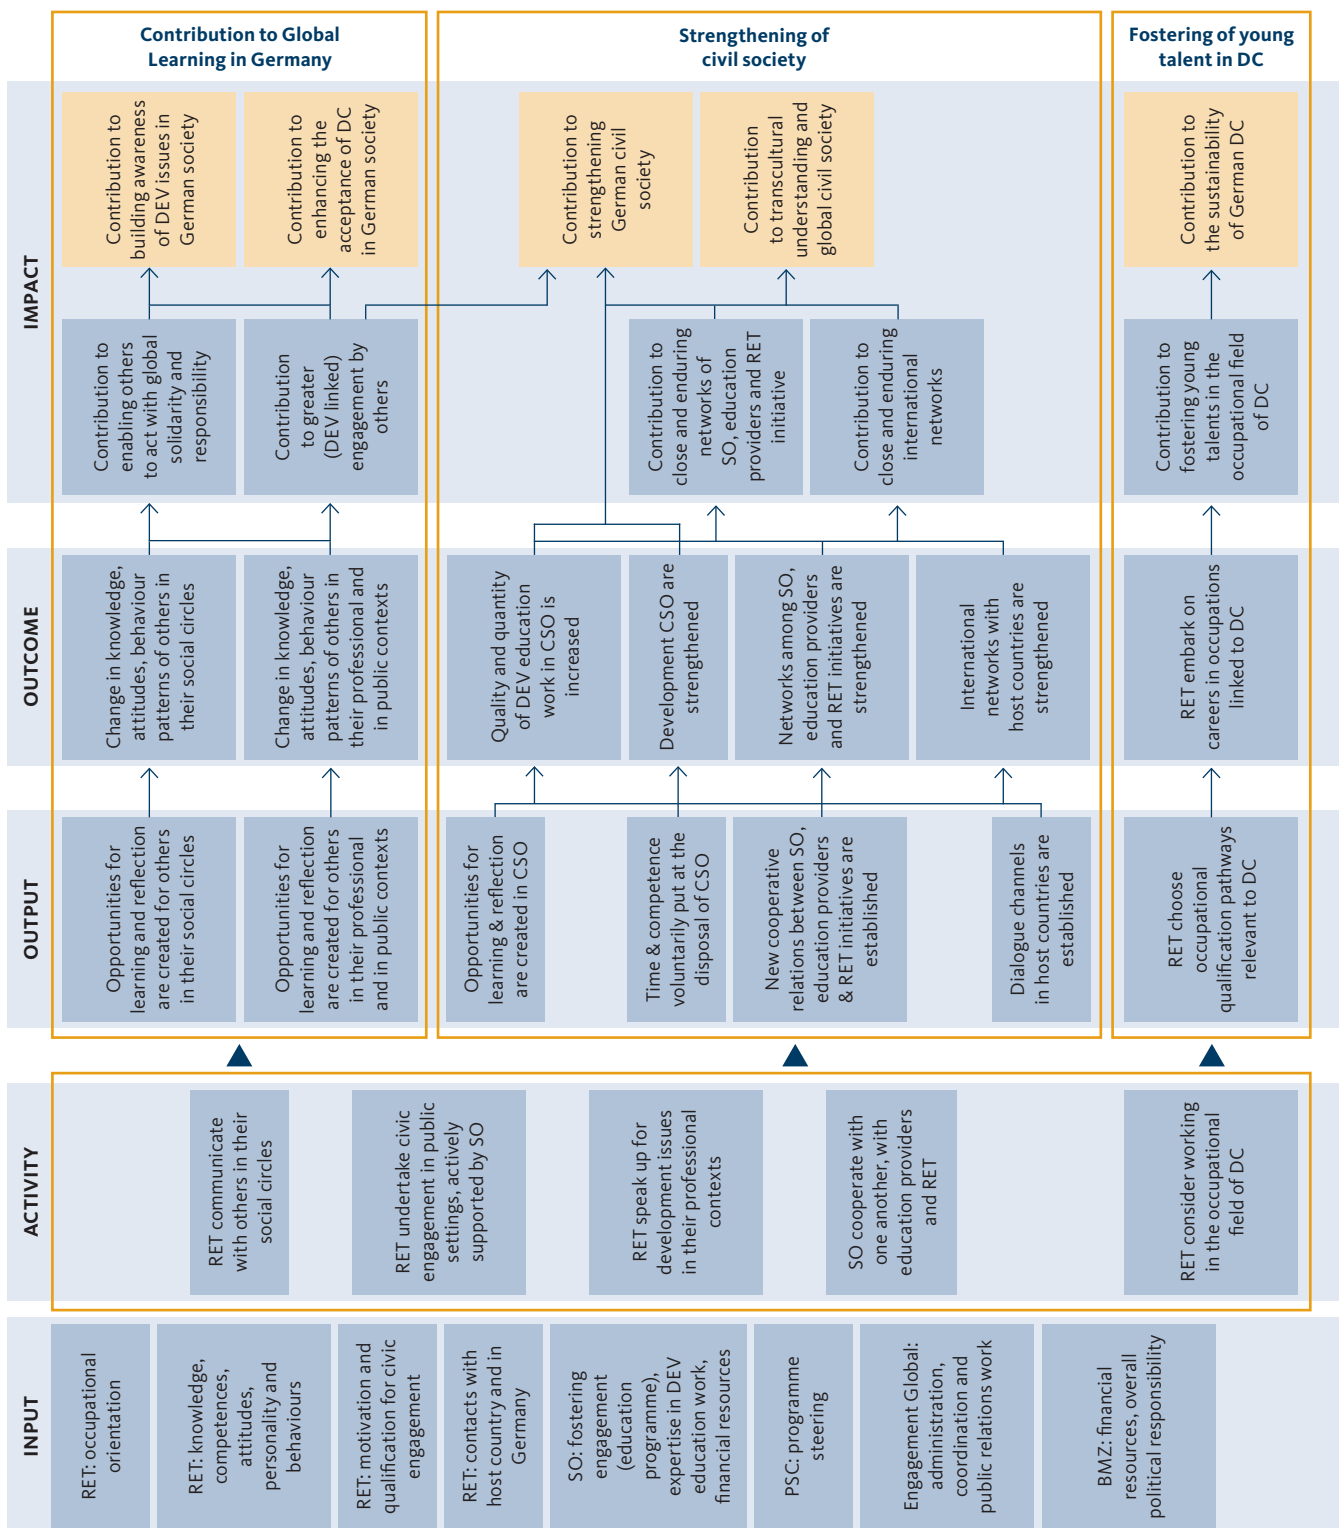 Contribution to Global
Learning in Germany
Strengthening of
civil society
Fostering of young
talent in DC
IMPACT
Contribution to
building awareness
of DEV issues in
German society
Contribution to
enhancing the
acceptance of DC
in German society
Contribution to
strengthening
German civil
society
Contribution
to transcultural
understanding and
global civil society
Contribution to
the sustainability
of German DC
Contribution to
enabling others
to act with global
solidarity and
responsibility
Contribution
to greater
(DEV linked)
engagement by
others
Contribution to
close and enduring
networks of
SO, education
providers and RET
initiative
Contribution to
close and enduring
international
networks
Contribution to
fostering young
talents in the
occupational field
of DC
OUTCOME
Change in knowledge,
attitudes, behaviour
patterns of others in
their social circles
Change in knowledge,
attitudes, behaviour
patterns of others in
their professional and
in public contexts
Quality and quantity
of DEV education
work in CSO is
increased
Development CSO are
strengthened
Networks among SO,
education providers
and RET initiatives are
strengthened
International
networks with
host countries are
strengthened
RET embark on
careers in occupations
linked to DC
OUTPUT
Opportunities for
learning and reflection
are created for others
in their social circles
Opportunities for
learning and reflection
are created for others
in their professional
and in public contexts
Opportunities for
learning & reflection
are created in CSO
Time & competence
voluntarily put at the
disposal of CSO
New cooperative
relations between SO,
education providers
& RET initiatives are
established
Dialogue channels
in host countries are
established
RET choose
occupational
qualification pathways
relevant to DC
ACTIVITY
RET communicate
with others in their
social circles
RET undertake civic
engagement in public
settings, actively
supported by SO
RET speak up for
development issues
in their professional
contexts
SO cooperate with
one another, with
education providers
and RET
RET consider working
in the occupational
field of DC
INPUT
RET: occupational
orientation
RET: knowledge,
competences,
attitudes,
personality and
behaviours
RET: motivation and
qualification for civic
engagement
RET: contacts with
host country and in
Germany
SO: fostering
engagement
(education
programme),
expertise in DEV
education work,
financial resources
PSC: programme
steering
Engagement Global:
administration,
coordination and
public relations work
BMZ: financial
resources, overall
political responsibility